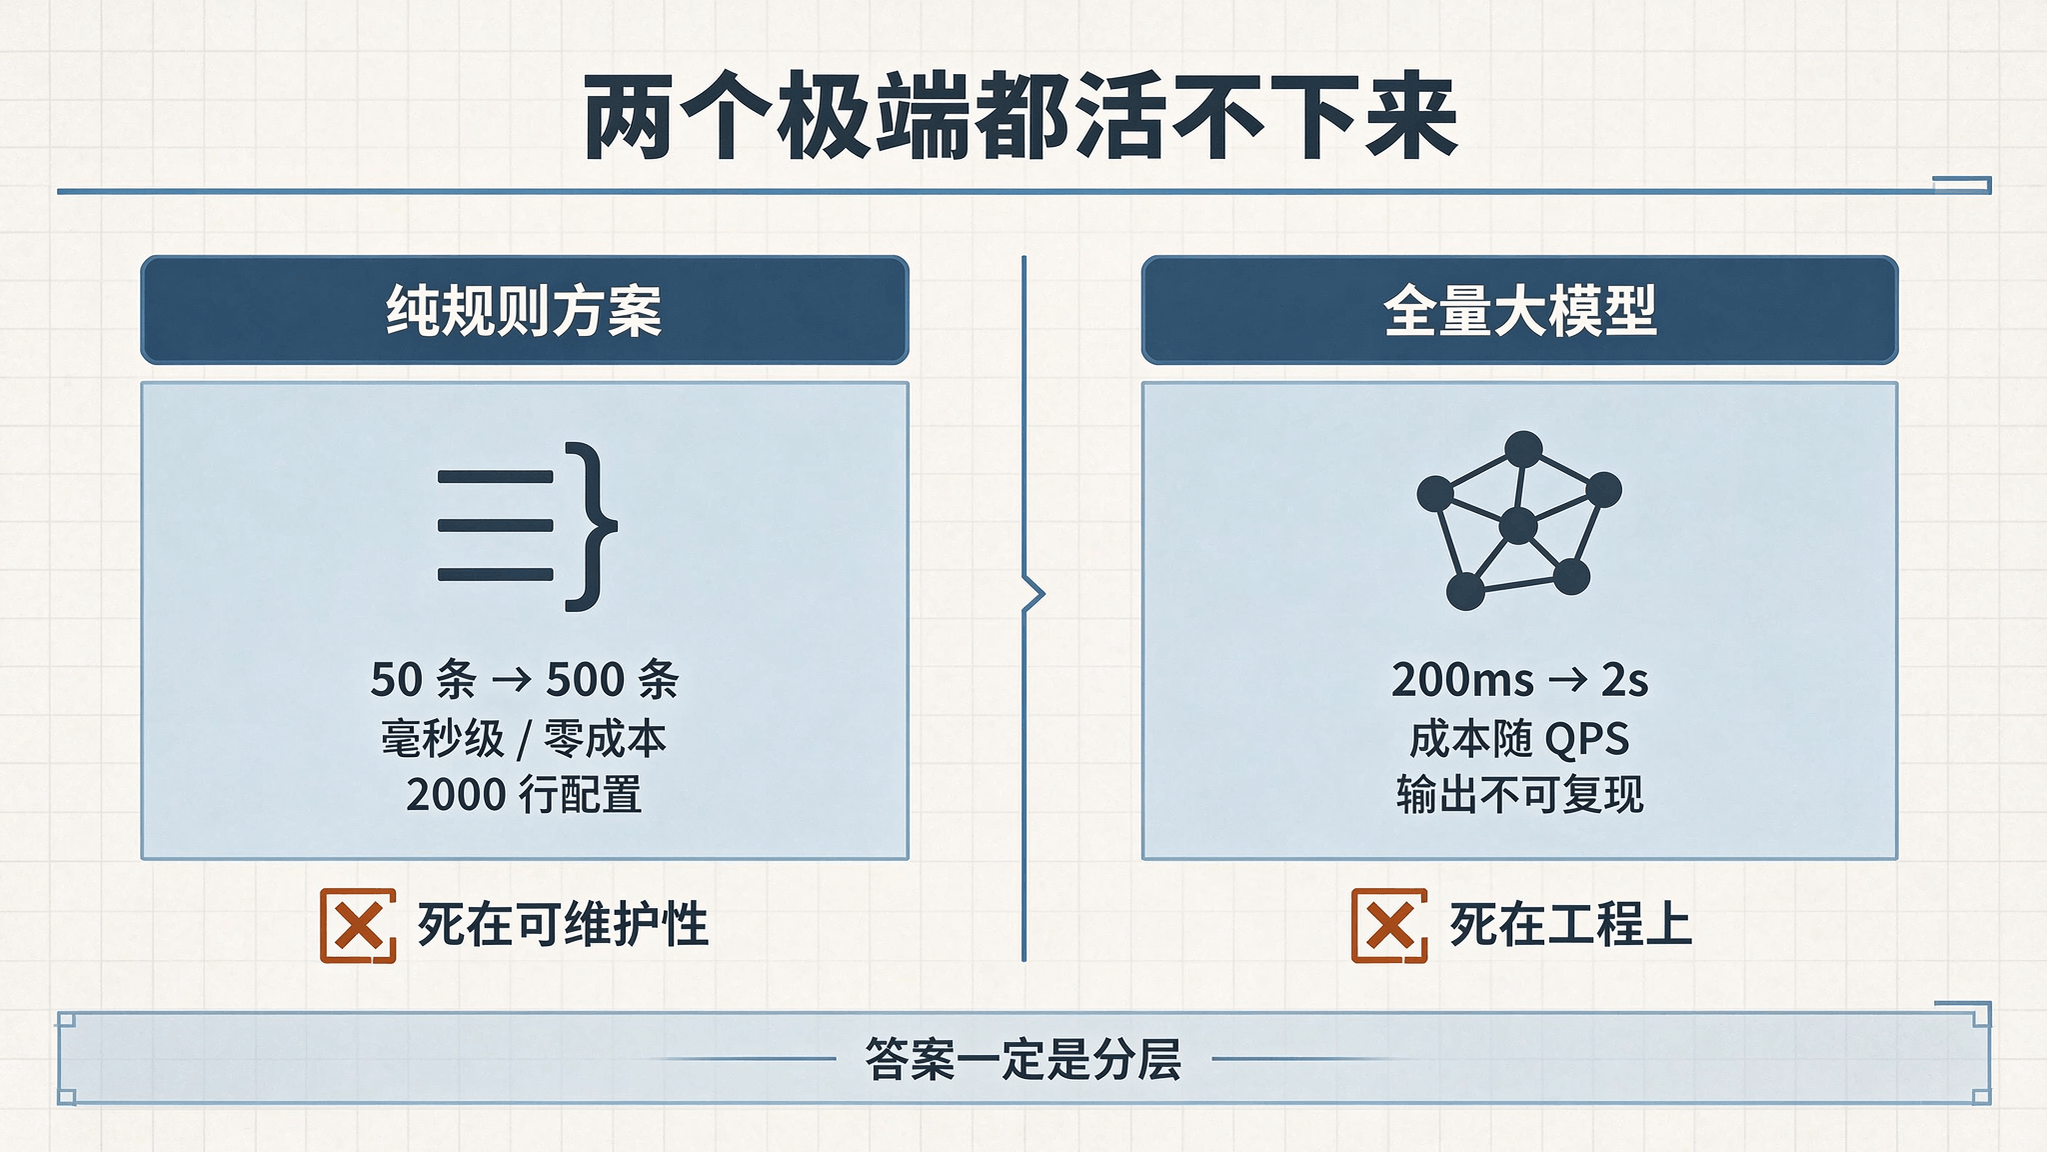 两个极端都活不下来
纯规则方案
50 条 → 500 条
毫秒级 / 零成本
2000 行配置
死在可维护性
全量大模型
200ms → 2s
成本随 QPS
输出不可复现
死在工程上
答案一定是分层